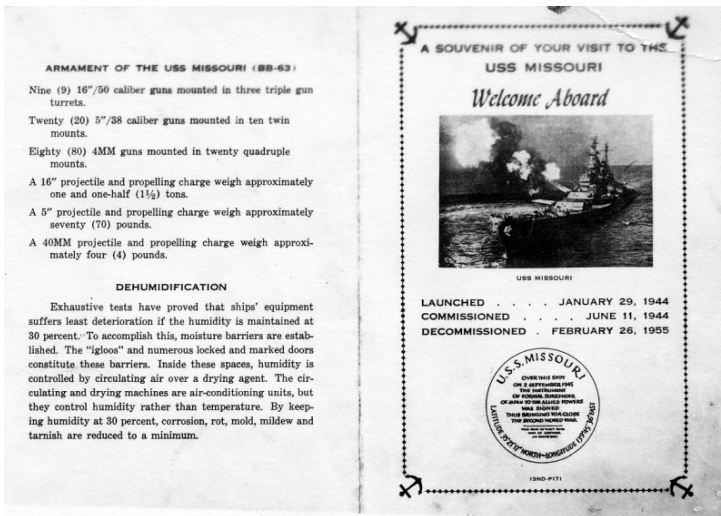 ARMAMENT OF THE USS MISSOURI (BB-63)
Nine (9) 16″/50 caliber guns mounted in three triple gun
turrets.
Twenty (20) 5″/38 caliber guns mounted in ten twin
mounts.
Eighty (80) 4MM guns mounted in twenty quadruple
mounts.
A 16″ projectile and propelling charge weigh approximately
one and one-half (1½) tons.
A 5″ projectile and propelling charge weigh approximately
seventy (70) pounds.
A 40MM projectile and propelling charge weigh approxi-
mately four (4) pounds.
DEHUMIDIFICATION
Exhaustive tests have proved that ships' equipment
suffers least deterioration if the humidity is maintained at
30 percent. To accomplish this, moisture barriers are estab-
lished. The “igloos” and numerous locked and marked doors
constitute these barriers. Inside these spaces, humidity is
controlled by circulating air over a drying agent. The cir-
culating and drying machines are air-conditioning units, but
they control humidity rather than temperature. By keep-
ing humidity at 30 percent, corrosion, rot, mold, mildew and
tarnish are reduced to a minimum.
A SOUVENIR OF YOUR VISIT TO THE
USS MISSOURI
Welcome Aboard
USS MISSOURI
LAUNCHED . . . . JANUARY 29, 1944
COMMISSIONED . . . . JUNE 11, 1944
DECOMMISSIONED . FEBRUARY 26, 1955
U.S.S. MISSOURI
OVER THIS SPOT
ON 2 SEPTEMBER 1945
THE INSTRUMENT
OF FORMAL SURRENDER
OF JAPAN TO THE ALLIED POWERS
WAS SIGNED
THUS BRINGING TO A CLOSE
THE SECOND WORLD WAR
LATITUDE 35° 21′ 17″ NORTH—LONGITUDE 139° 45′ 36″ EAST
13ND-P171